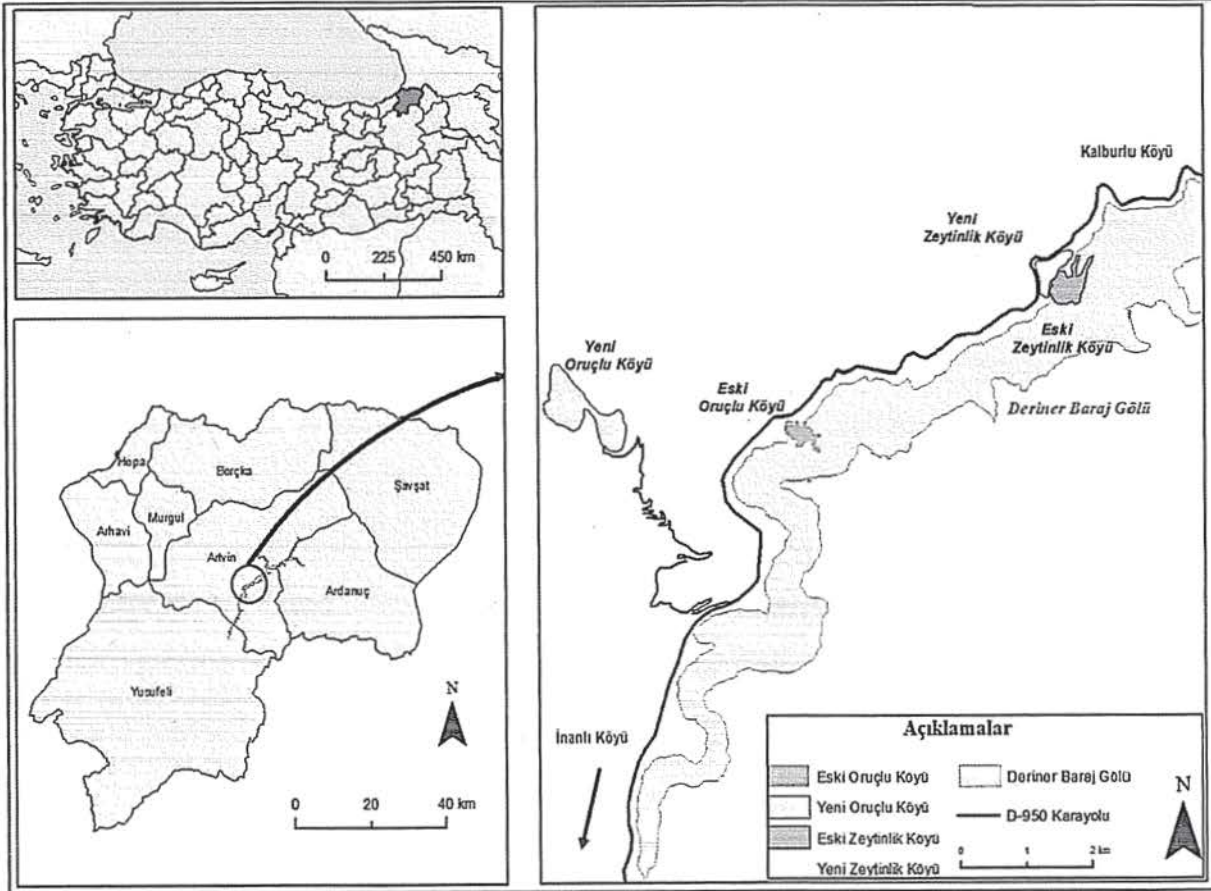 0 225 450 km
Hopa
Borçka
Şavşat
Arhavi
Murgul
Artvin
Ardanuç
Yusufeli
N
0 20 40 km
Kalburlu Köyü
Yeni
Zeytinlik Köyü
Eski
Zeytinlik Köyü
Yeni
Oruçlu Köyü
Eski
Oruçlu Köyü
Deriner Baraj Gölü
İnanlı Köyü
Açıklamalar
Eski Oruçlu Köyü
Deriner Baraj Gölü
Yeni Oruçlu Köyü
D-950 Karayolu
Eski Zeytinlik Köyü
Yeni Zeytinlik Köyü
0 1 2 km
N